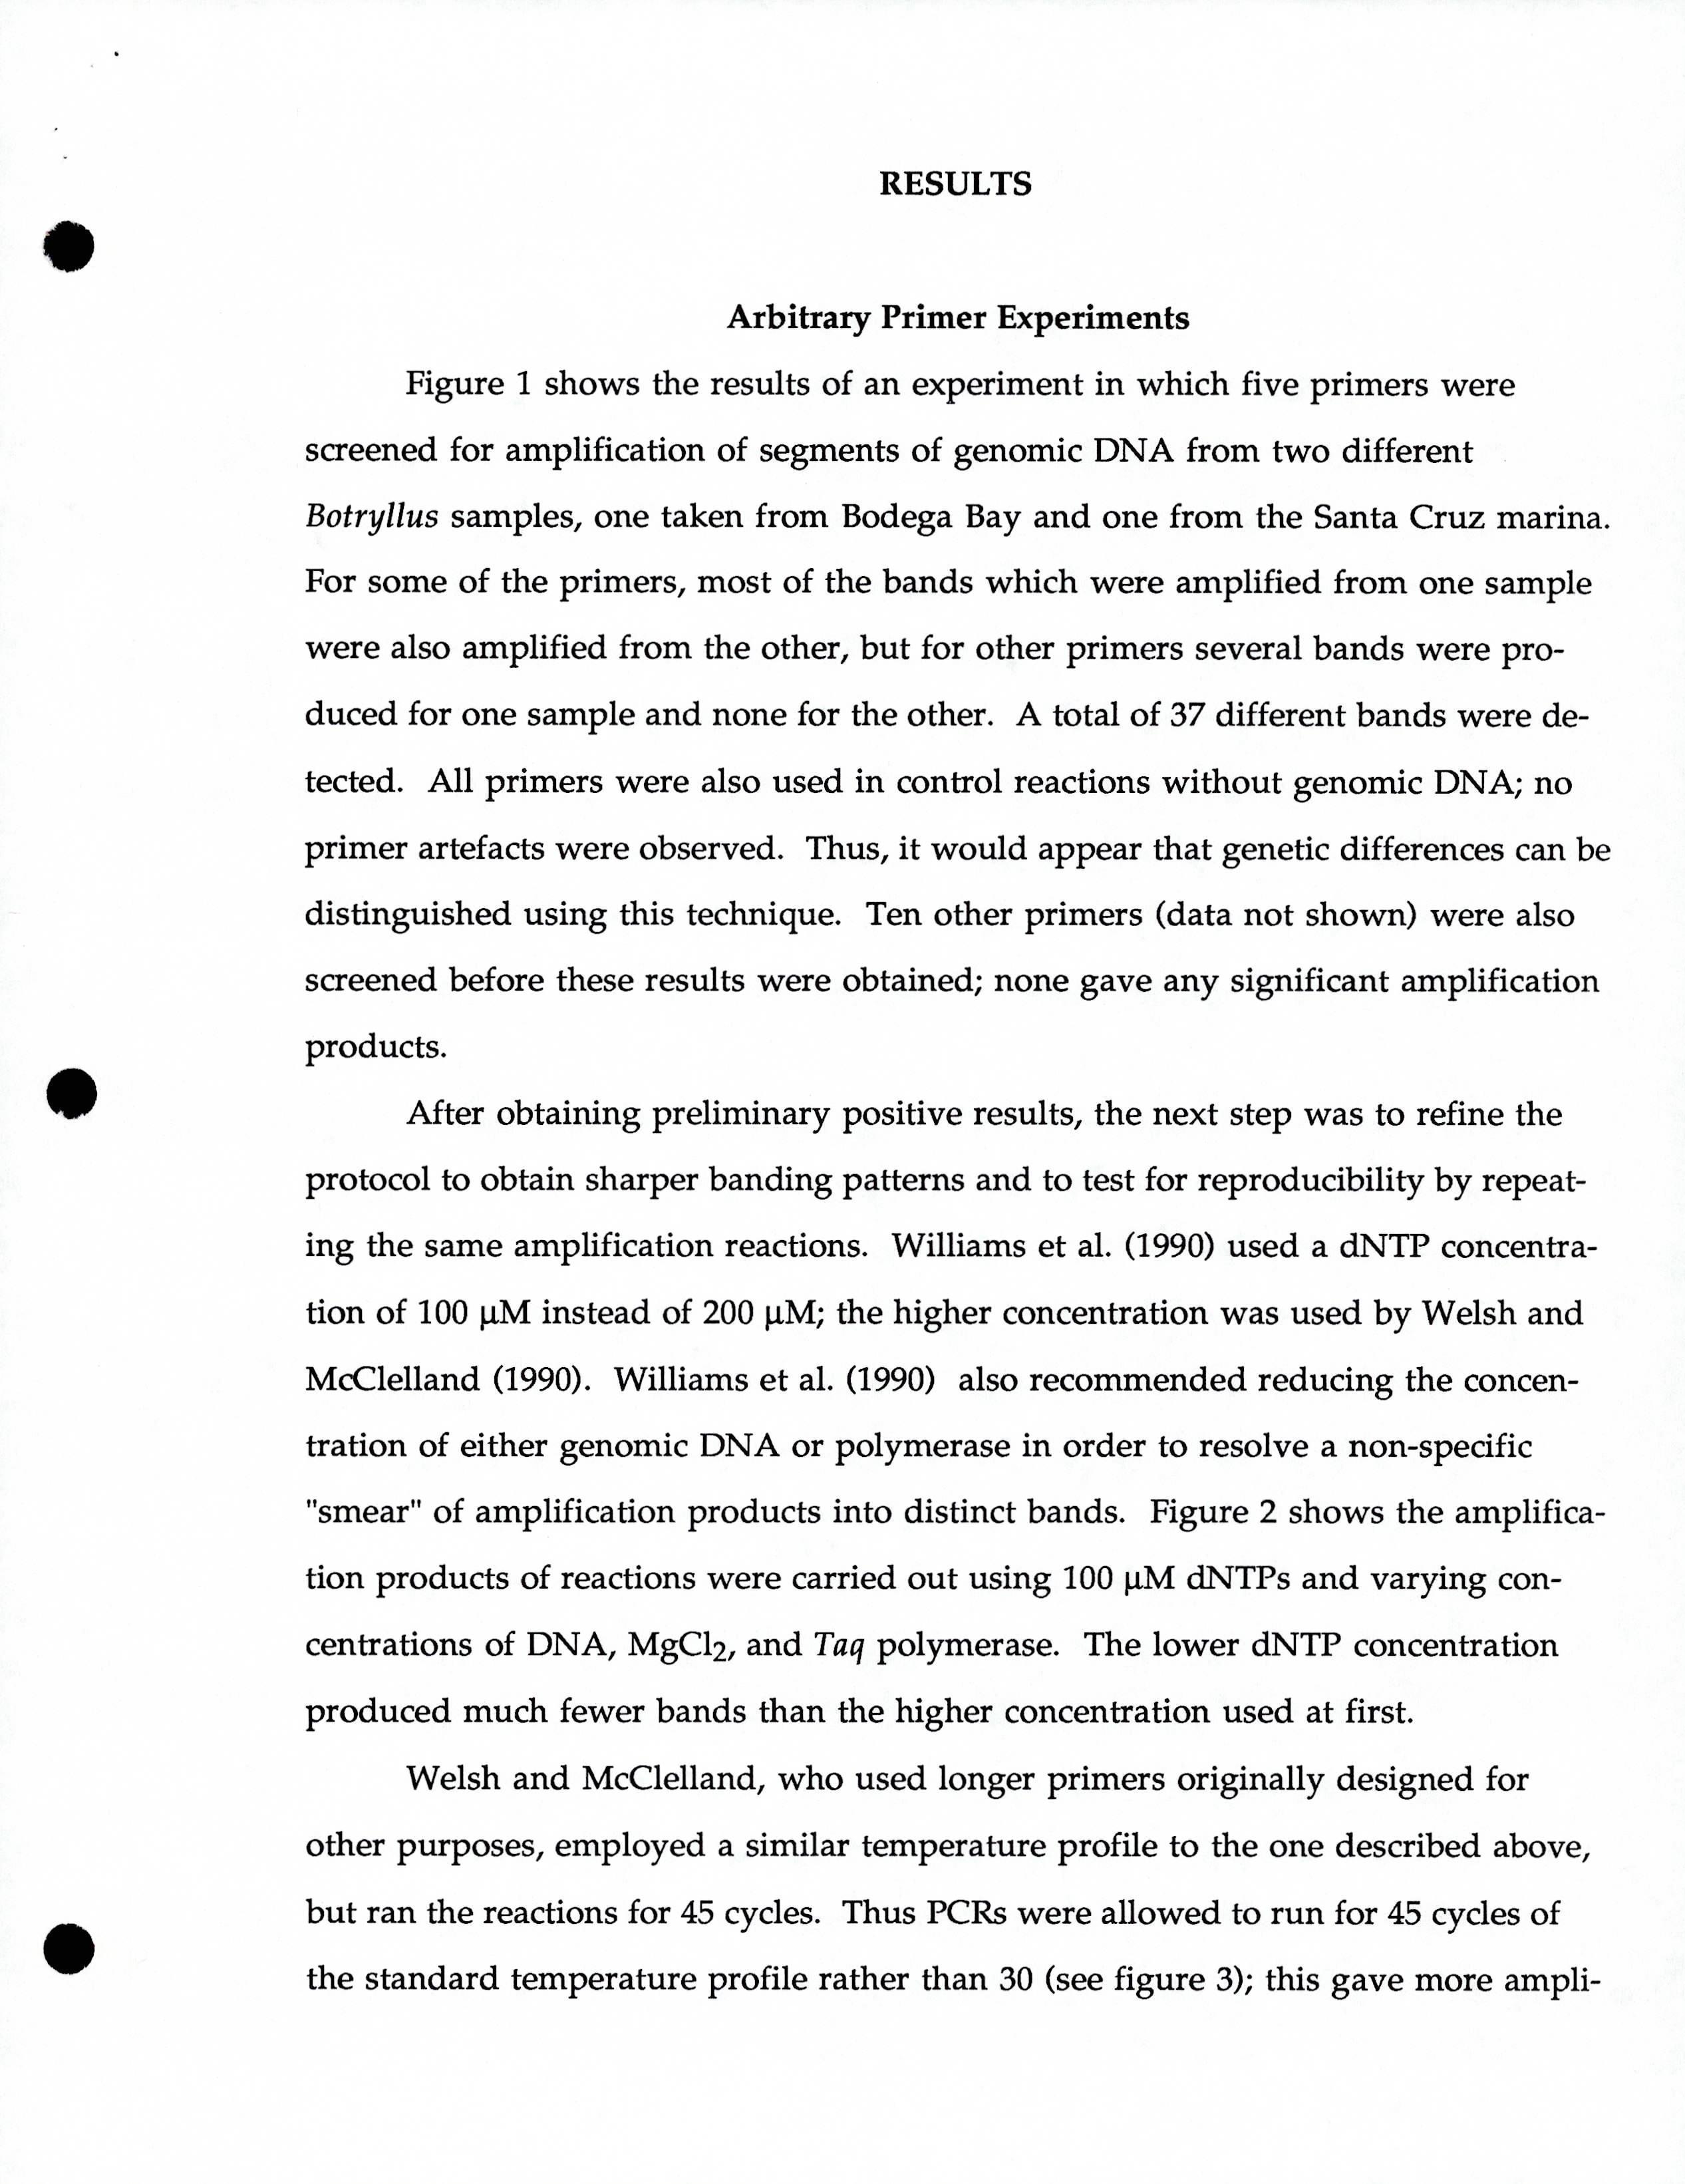 RESULTS
Arbitrary Primer Experiments
Figure 1 shows the results of an experiment in which five primers were
screened for amplification of segments of genomic DNA from two different
Botryllus samples, one taken from Bodega Bay and one from the Santa Cruz marina.
For some of the primers, most of the bands which were amplified from one sample
were also amplified from the other, but for other primers several bands were pro-
duced for one sample and none for the other. A total of 37 different bands were de-
tected. All primers were also used in control reactions without genomic DNA; no
primer artefacts were observed. Thus, it would appear that genetic differences can be
distinguished using this technique. Ten other primers (data not shown) were also
screened before these results were obtained; none gave any significant amplification
products.
After obtaining preliminary positive results, the next step was to refine the
protocol to obtain sharper banding patterns and to test for reproducibility by repeat-
ing the same amplification reactions. Williams et al. (1990) used a dNTP concentra-
tion of 100 µM instead of 200 µM; the higher concentration was used by Welsh and
McClelland (1990). Williams et al. (1990) also recommended reducing the concen-
tration of either genomic DNA or polymerase in order to resolve a non-specific
"smear" of amplification products into distinct bands. Figure 2 shows the amplifica-
tion products of reactions were carried out using 100 µM dNTPs and varying con-
centrations of DNA, MgCl₂, and Taq polymerase. The lower dNTP concentration
produced much fewer bands than the higher concentration used at first.
Welsh and McClelland, who used longer primers originally designed for
other purposes, employed a similar temperature profile to the one described above,
but ran the reactions for 45 cycles. Thus PCRs were allowed to run for 45 cycles of
the standard temperature profile rather than 30 (see figure 3); this gave more ampli-